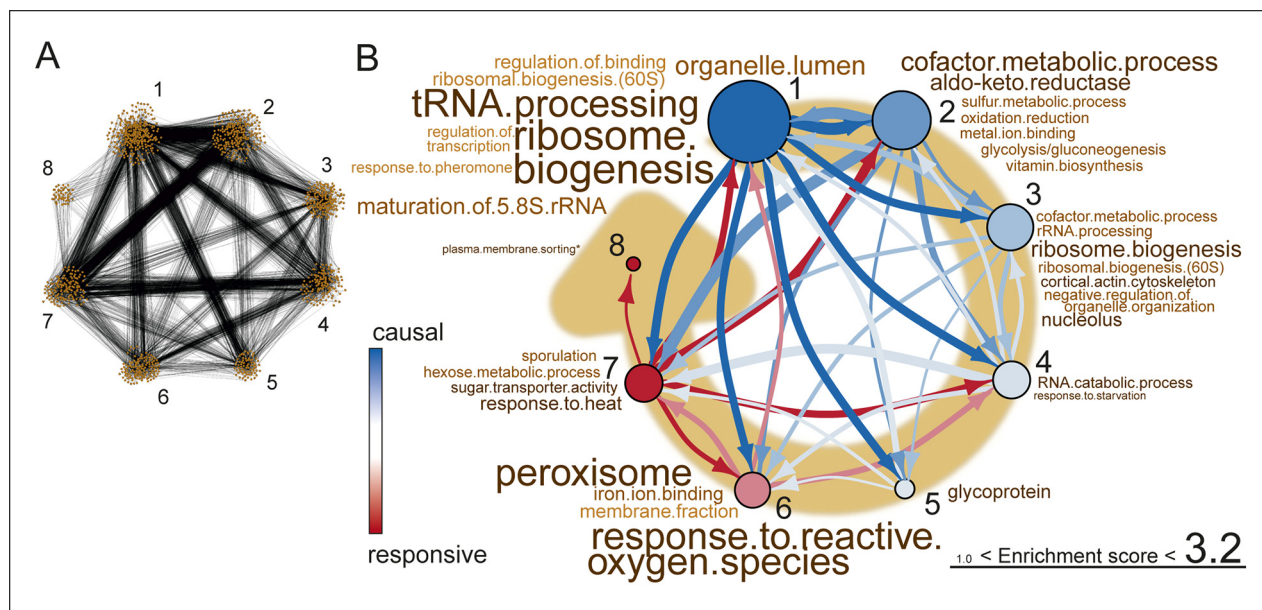 A
1
2
3
4
5
6
7
8
causal
responsive
B
regulation.of.binding
ribosomal.biogenesis.(60S)
organelle.lumen
tRNA.processing
regulation.of.
transcription
ribosome.
response.to.pheromone
biogenesis
maturation.of.5.8S.rRNA
1
cofactor.metabolic.process
aldo-keto.reductase
2
sulfur.metabolic.process
oxidation.reduction
metal.ion.binding
glycolysis/gluconeogenesis
vitamin.biosynthesis
3
cofactor.metabolic.process
rRNA.processing
ribosome.biogenesis
ribosomal.biogenesis.(60S)
cortical.actin.cytoskeleton
negative.regulation.of.
organelle.organization
nucleolus
4
RNA.catabolic.process
response.to.starvation
5
glycoprotein
6
peroxisome
iron.ion.binding
membrane.fraction
response.to.reactive.
oxygen.species
7
sporulation
hexose.metabolic.process
sugar.transporter.activity
response.to.heat
8
plasma.membrane.sorting*
1.0 < Enrichment score < 3.2